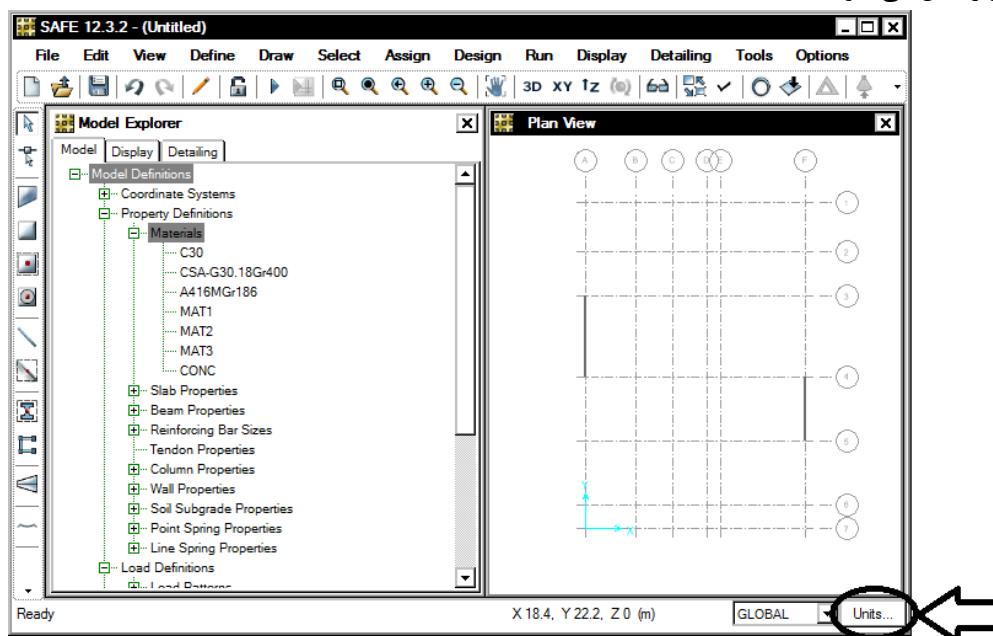 SAFE 12.3.2 - (Untitled)
File Edit View Define Draw Select Assign Design Run Display Detailing Tools Options
3D XY
Model Explorer
Plan View
Model Display Detailing
Model Definitions
Coordinate Systems
Property Definitions
Materials
C30
CSA-G30.18Gr400
A416MGr186
MAT1
MAT2
MAT3
CONC
Slab Properties
Beam Properties
Reinforcing Bar Sizes
Tendon Properties
Column Properties
Wall Properties
Soil Subgrade Properties
Point Spring Properties
Line Spring Properties
Load Definitions
Load Patterns
A B C D E F
1
2
3
4
5
6
7
Y
X
Ready
X 18.4, Y 22.2, Z 0 (m)
GLOBAL
Units...